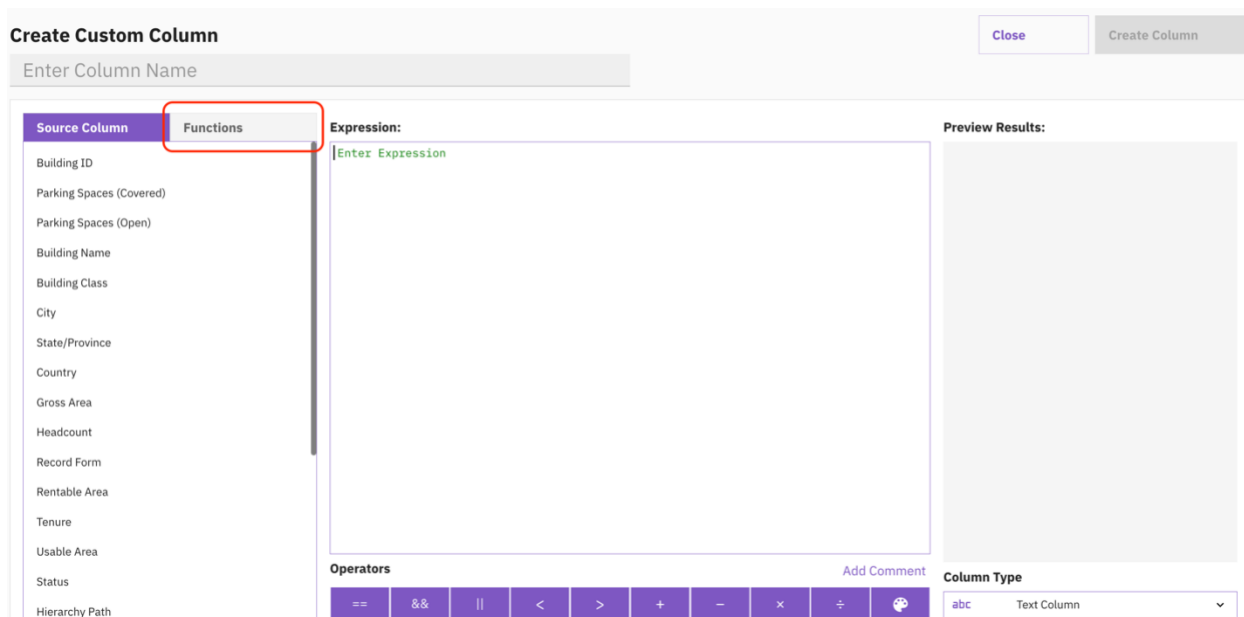 Create Custom Column
Close
Create Column
Enter Column Name
Source Column
Functions
Expression:
Preview Results:
Enter Expression
Building ID
Parking Spaces (Covered)
Parking Spaces (Open)
Building Name
Building Class
City
State/Province
Country
Gross Area
Headcount
Record Form
Rentable Area
Tenure
Usable Area
Status
Hierarchy Path
Operators
Add Comment
== && || < > + − × ÷
Column Type
abc Text Column